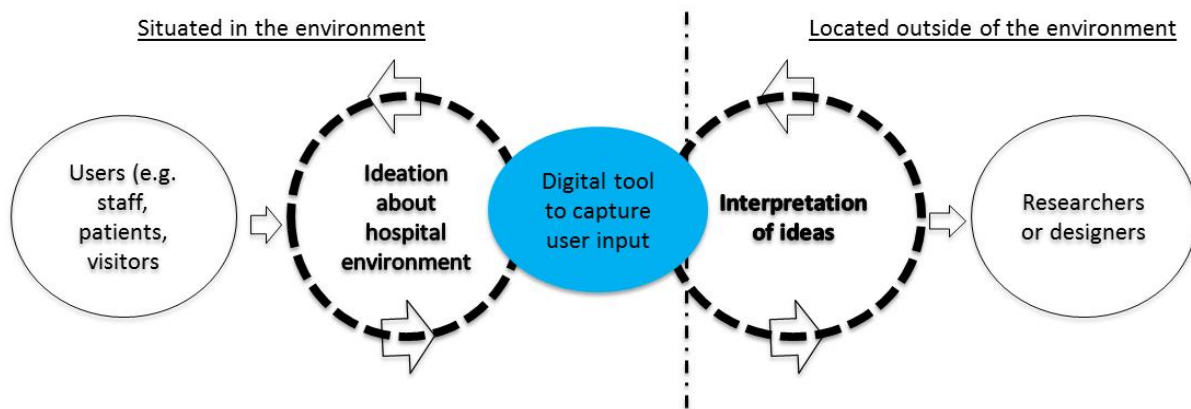 Situated in the environment
Located outside of the environment
Users (e.g.
staff,
patients,
visitors
Ideation
about
hospital
environment
Digital tool
to capture
user input
Interpretation
of ideas
Researchers
or designers